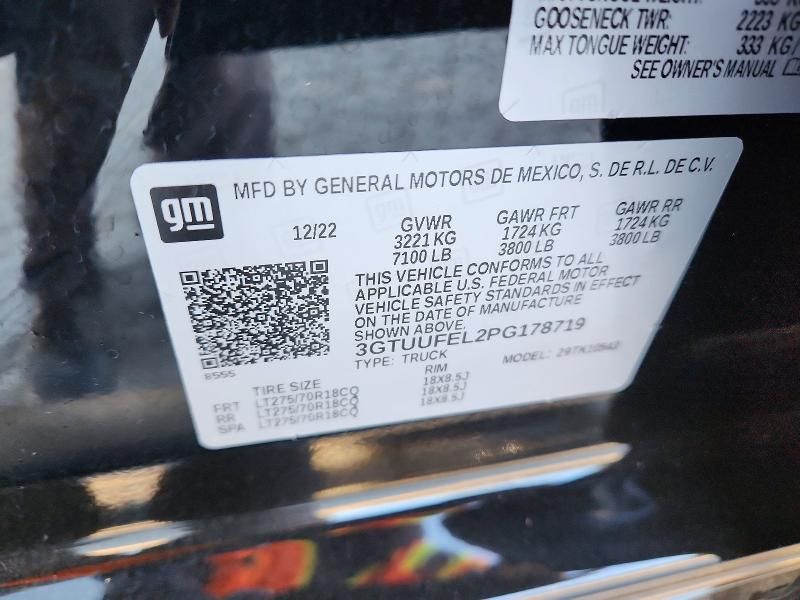 GOOSENECK TWR: 2223 KG
MAX TONGUE WEIGHT: 333 KG/
SEE OWNER'S MANUAL
gm
MFD BY GENERAL MOTORS DE MEXICO, S. DE R.L. DE C.V.
12/22
GVWR
3221 KG
7100 LB
GAWR FRT
1724 KG
3800 LB
GAWR RR
1724 KG
3800 LB
THIS VEHICLE CONFORMS TO ALL
APPLICABLE U.S. FEDERAL MOTOR
VEHICLE SAFETY STANDARDS IN EFFECT
ON THE DATE OF MANUFACTURE
SHOWN ABOVE.
3GTUUFEL2PG178719
TYPE: TRUCK MODEL: 29TK10543
8555
TIRE SIZE RIM
FRT LT275/70R18CQ 18X8.5J
RR LT275/70R18CQ 18X8.5J
SPA LT275/70R18CQ 18X8.5J